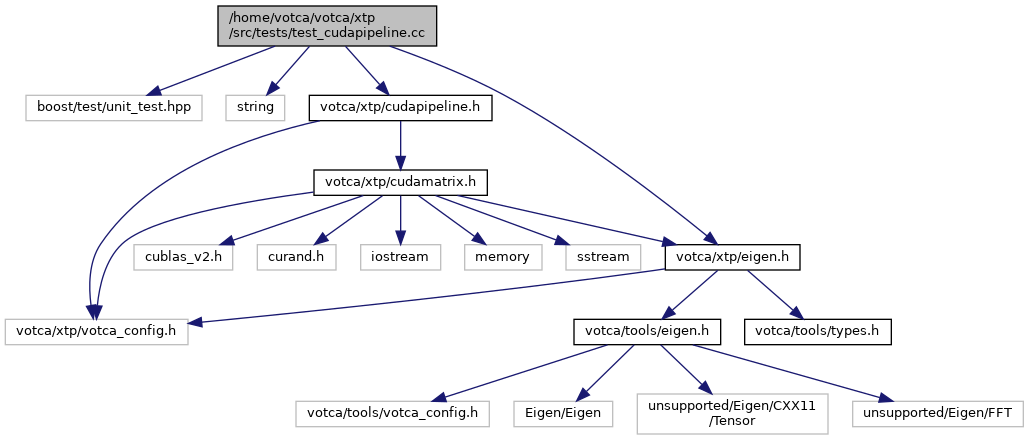 /home/votca/votca/xtp
/src/tests/test_cudapipeline.cc
boost/test/unit_test.hpp
string
votca/xtp/cudapipeline.h
votca/xtp/cudamatrix.h
cublas_v2.h
curand.h
iostream
memory
sstream
votca/xtp/eigen.h
votca/xtp/votca_config.h
votca/tools/eigen.h
votca/tools/types.h
votca/tools/votca_config.h
Eigen/Eigen
unsupported/Eigen/CXX11
/Tensor
unsupported/Eigen/FFT